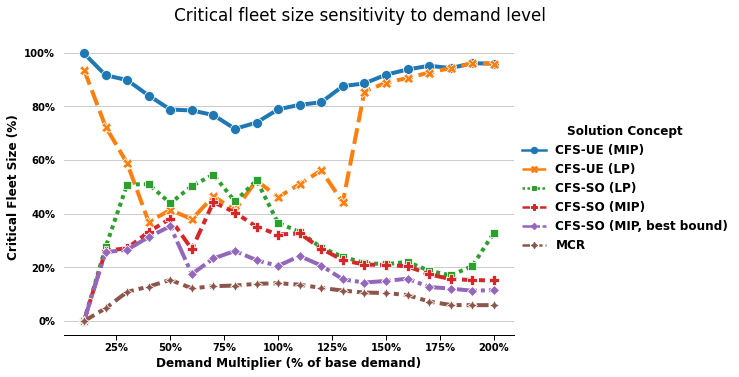 Critical fleet size sensitivity to demand level
Critical Fleet Size (%)
100%
80%
60%
40%
20%
0%
25%
50%
75%
100%
125%
150%
175%
200%
Demand Multiplier (% of base demand)
Solution Concept
CFS-UE (MIP)
CFS-UE (LP)
CFS-SO (LP)
CFS-SO (MIP)
CFS-SO (MIP, best bound)
MCR